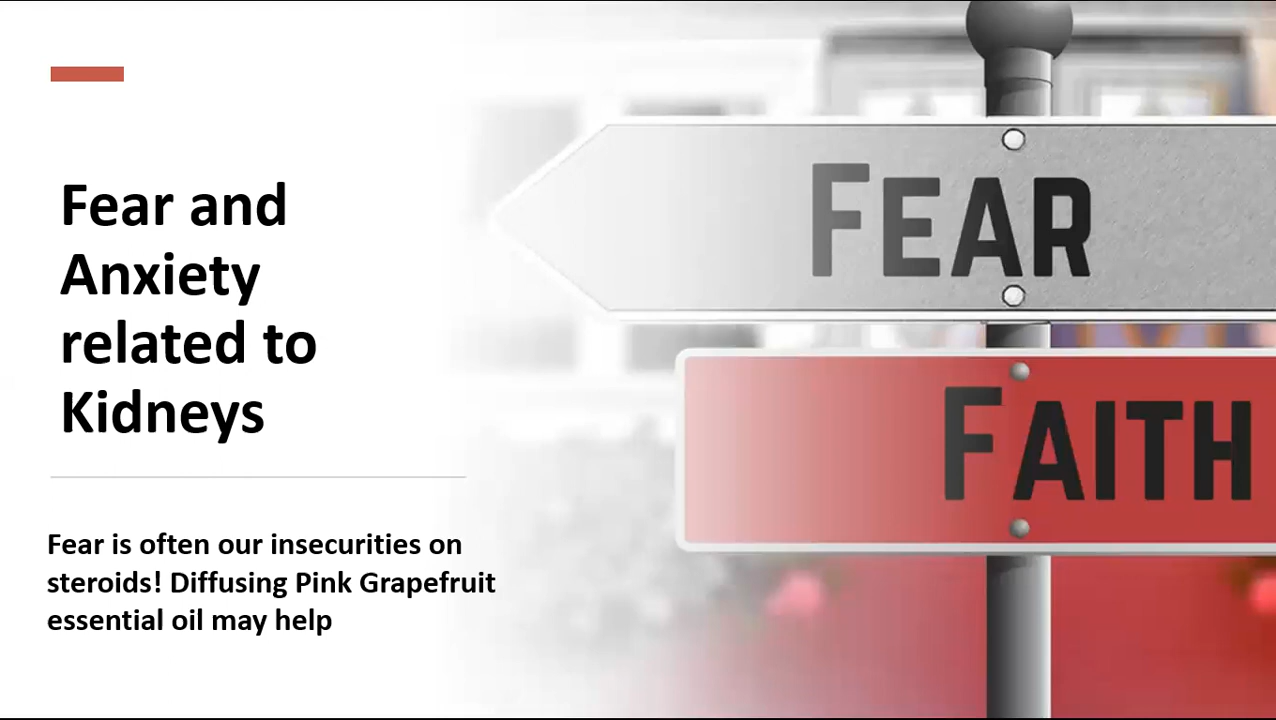 Fear and
Anxiety
related to
Kidneys
Fear is often our insecurities on
steroids! Diffusing Pink Grapefruit
essential oil may help
FEAR
FAITH